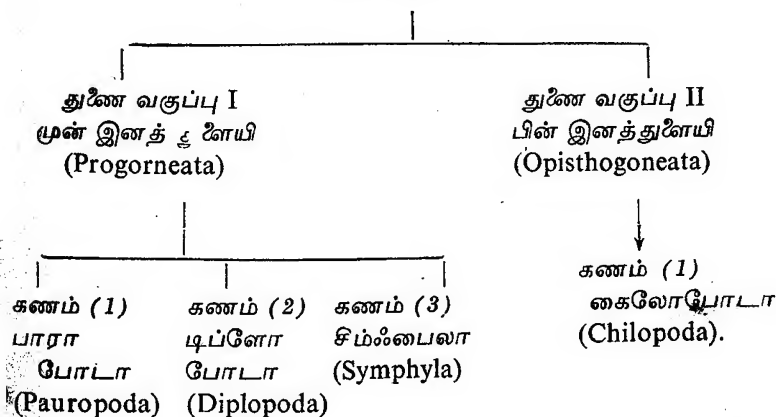 துணை வகுப்பு I
முன் இனத் துளையி
(Progorneata)
துணை வகுப்பு II
பின் இனத்துளையி
(Opisthogoneata)
கணம் (1)
பாரா
போடா
(Pauropoda)
கணம் (2)
டிப்ளோ
போடா
(Diplopoda)
கணம் (3)
சிம்ஃபைலா
(Symphyla)
கணம் (1)
கைலோபோடா
(Chilopoda).